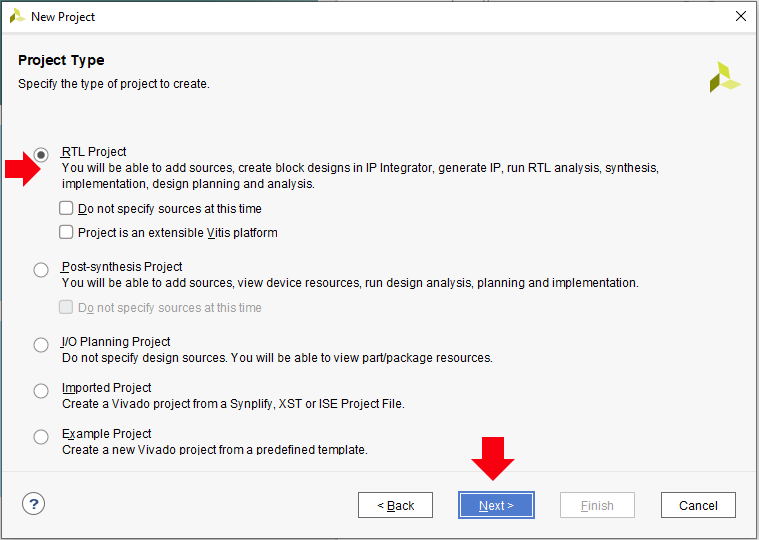 New Project
Project Type
Specify the type of project to create.
RTL Project
You will be able to add sources, create block designs in IP Integrator, generate IP, run RTL analysis, synthesis,
implementation, design planning and analysis.
Do not specify sources at this time
Project is an extensible Vitis platform
Post-synthesis Project
You will be able to add sources, view device resources, run design analysis, planning and implementation.
Do not specify sources at this time
I/O Planning Project
Do not specify design sources. You will be able to view part/package resources.
Imported Project
Create a Vivado project from a Synplify, XST or ISE Project File.
Example Project
Create a new Vivado project from a predefined template.
?
< Back
Next >
Finish
Cancel